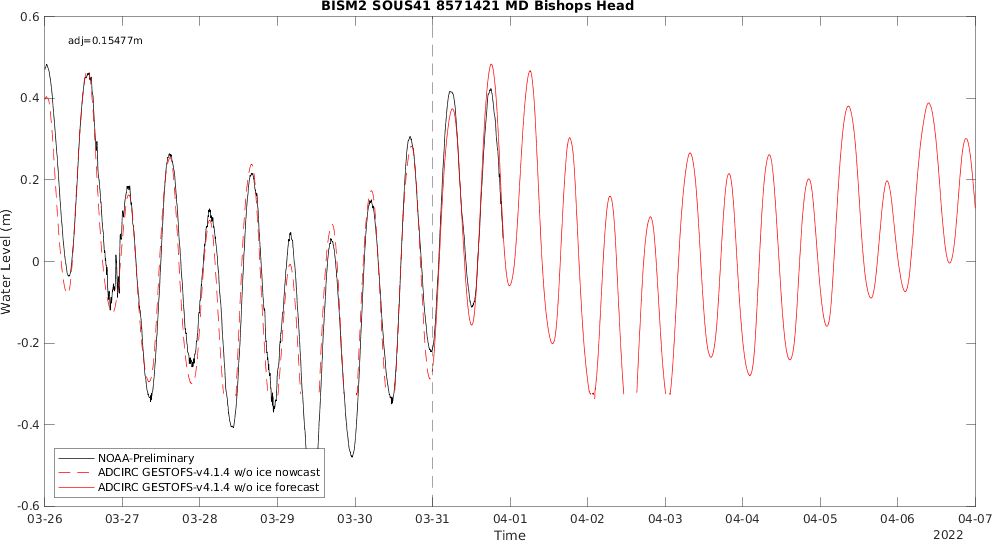 BISM2 SOUS41 8571421 MD Bishops Head
adj=0.15477m
Water Level (m)
0.6
0.4
0.2
0
-0.2
-0.4
-0.6
NOAA-Preliminary
ADCIRC GESTOFS-v4.1.4 w/o ice nowcast
ADCIRC GESTOFS-v4.1.4 w/o ice forecast
03-26 03-27 03-28 03-29 03-30 03-31 04-01 04-02 04-03 04-04 04-05 04-06 04-07
Time
2022